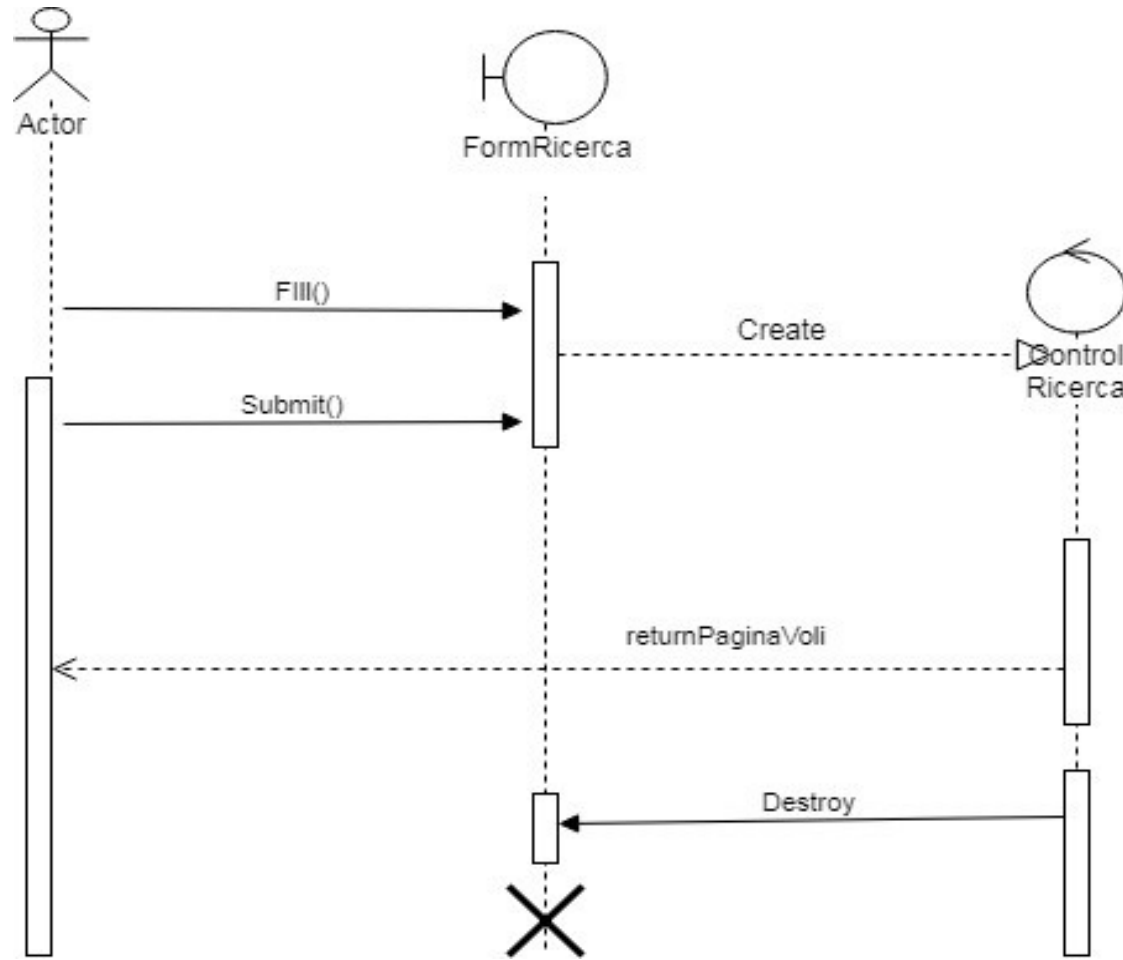 Actor
FormRicerca
FIll()
Create
Control
Ricerca
Submit()
returnPaginaVoli
Destroy